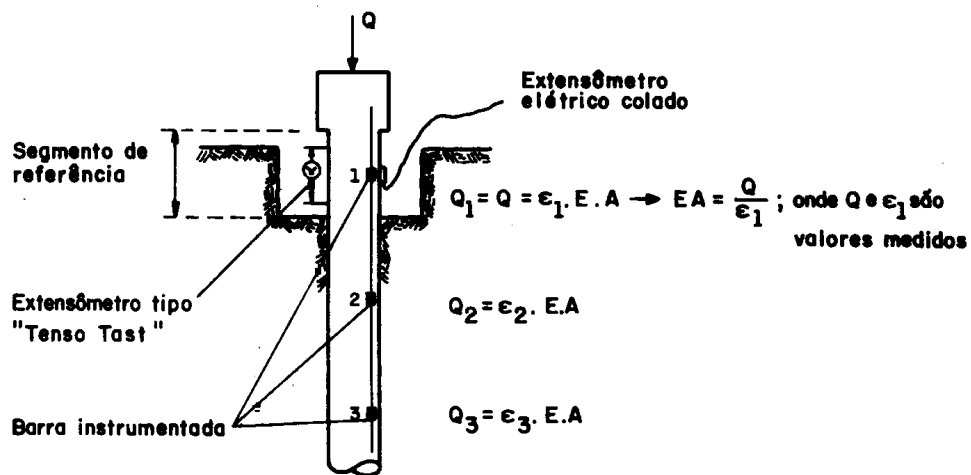 Q
Extensômetro
elétrico colado
Segmento de
referência
1
Q₁ = Q = ε₁. E. A → EA = Q/ε₁ ; onde Q e ε₁ são
valores medidos
Extensômetro tipo
"Tenso Tast"
2
Q₂ = ε₂. E.A
Barra instrumentada
3
Q₃ = ε₃. E.A